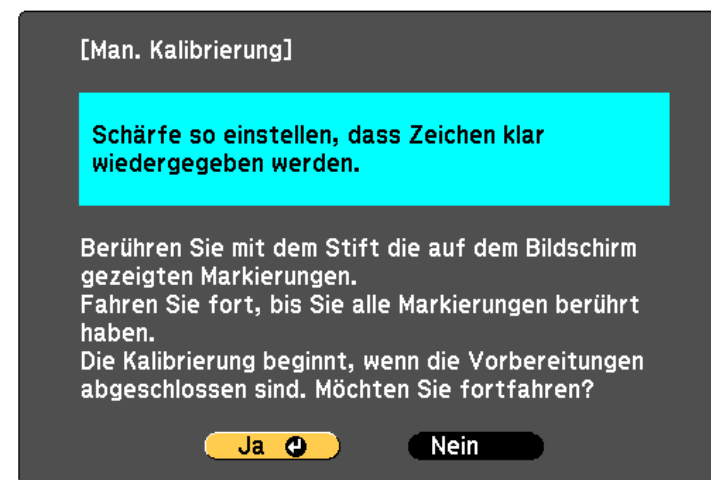 [Man. Kalibrierung]
Schärfe so einstellen, dass Zeichen klar
wiedergegeben werden.
Berühren Sie mit dem Stift die auf dem Bildschirm
gezeigten Markierungen.
Fahren Sie fort, bis Sie alle Markierungen berührt
haben.
Die Kalibrierung beginnt, wenn die Vorbereitungen
abgeschlossen sind. Möchten Sie fortfahren?
Ja Nein